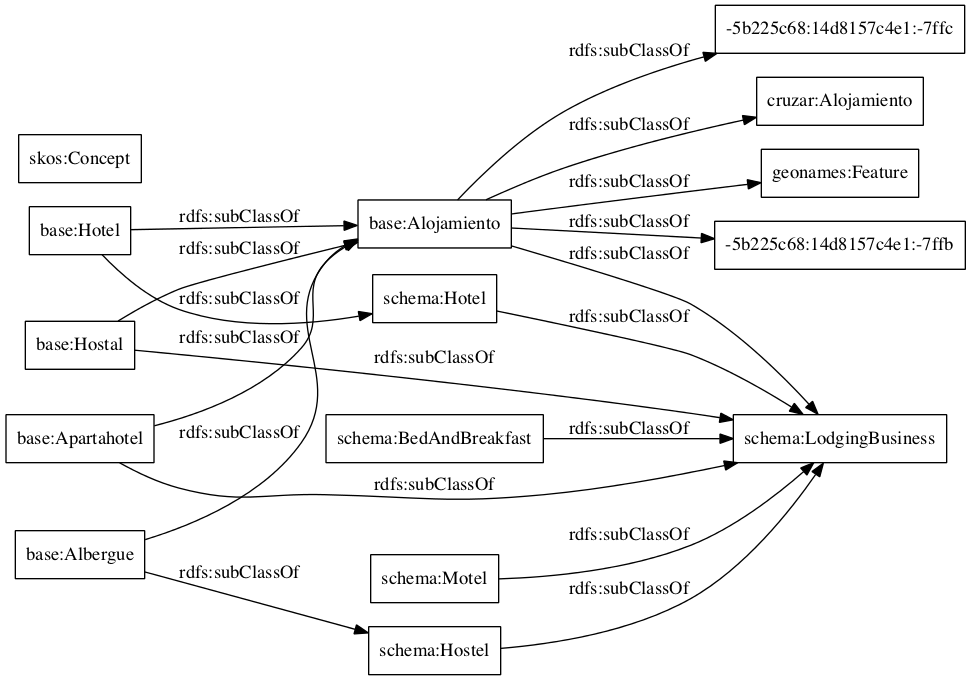 rdfs:subClassOf
-5b225c68:14d8157c4e1:-7ffc
rdfs:subClassOf
cruzar:Alojamiento
skos:Concept
rdfs:subClassOf
geonames:Feature
base:Hotel
rdfs:subClassOf
base:Alojamiento
rdfs:subClassOf
-5b225c68:14d8157c4e1:-7ffb
rdfs:subClassOf
rdfs:subClassOf
rdfs:subClassOf
schema:Hotel
rdfs:subClassOf
base:Hostal
rdfs:subClassOf
rdfs:subClassOf
base:Apartahotel
rdfs:subClassOf
schema:BedAndBreakfast
rdfs:subClassOf
schema:LodgingBusiness
rdfs:subClassOf
base:Albergue
rdfs:subClassOf
rdfs:subClassOf
schema:Motel
rdfs:subClassOf
schema:Hostel